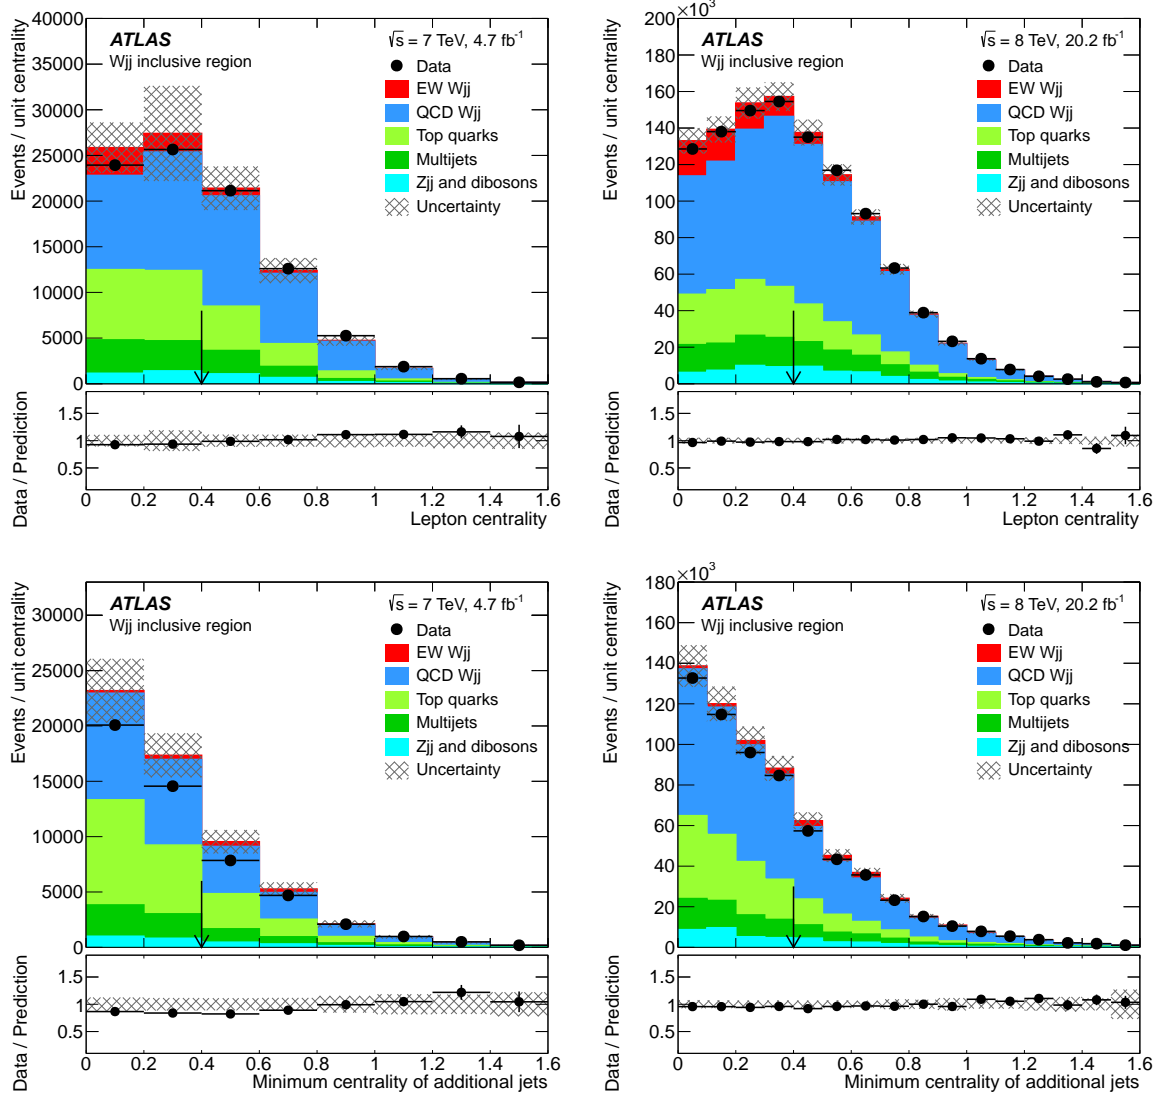 Events / unit centrality
40000
35000
30000
25000
20000
15000
10000
5000
0
ATLAS
Wjj inclusive region
√s = 7 TeV, 4.7 fb⁻¹
Data
EW Wjj
QCD Wjj
Top quarks
Multijets
Zjj and dibosons
Uncertainty
Data / Prediction
1.5
1
0.5
0 0.2 0.4 0.6 0.8 1 1.2 1.4 1.6
Lepton centrality
Events / unit centrality
×10³
200
180
160
140
120
100
80
60
40
20
0
ATLAS
Wjj inclusive region
√s = 8 TeV, 20.2 fb⁻¹
Data
EW Wjj
QCD Wjj
Top quarks
Multijets
Zjj and dibosons
Uncertainty
Data / Prediction
1.5
1
0.5
0 0.2 0.4 0.6 0.8 1 1.2 1.4 1.6
Lepton centrality
Events / unit centrality
30000
25000
20000
15000
10000
5000
0
ATLAS
Wjj inclusive region
√s = 7 TeV, 4.7 fb⁻¹
Data
EW Wjj
QCD Wjj
Top quarks
Multijets
Zjj and dibosons
Uncertainty
Data / Prediction
1.5
1
0.5
0 0.2 0.4 0.6 0.8 1 1.2 1.4 1.6
Minimum centrality of additional jets
Events / unit centrality
×10³
180
160
140
120
100
80
60
40
20
0
ATLAS
Wjj inclusive region
√s = 8 TeV, 20.2 fb⁻¹
Data
EW Wjj
QCD Wjj
Top quarks
Multijets
Zjj and dibosons
Uncertainty
Data / Prediction
1.5
1
0.5
0 0.2 0.4 0.6 0.8 1 1.2 1.4 1.6
Minimum centrality of additional jets